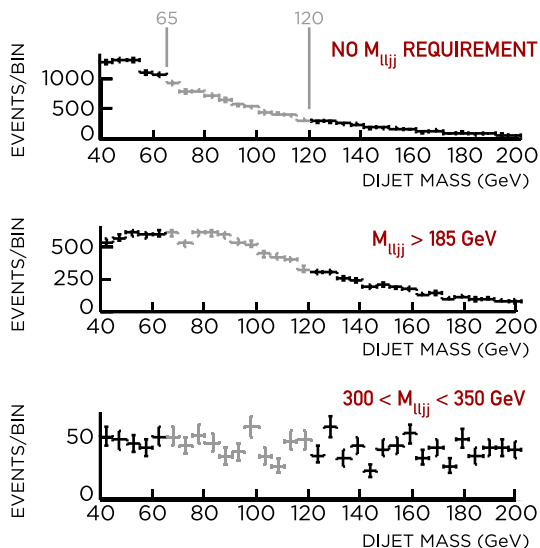 65 120
NO M_lljj REQUIREMENT
EVENTS/BIN
1000
500
0
40 60 80 100 120 140 160 180 200
DIJET MASS (GeV)
M_lljj > 185 GeV
EVENTS/BIN
500
250
0
40 60 80 100 120 140 160 180 200
DIJET MASS (GeV)
300 < M_lljj < 350 GeV
EVENTS/BIN
50
0
40 60 80 100 120 140 160 180 200
DIJET MASS (GeV)